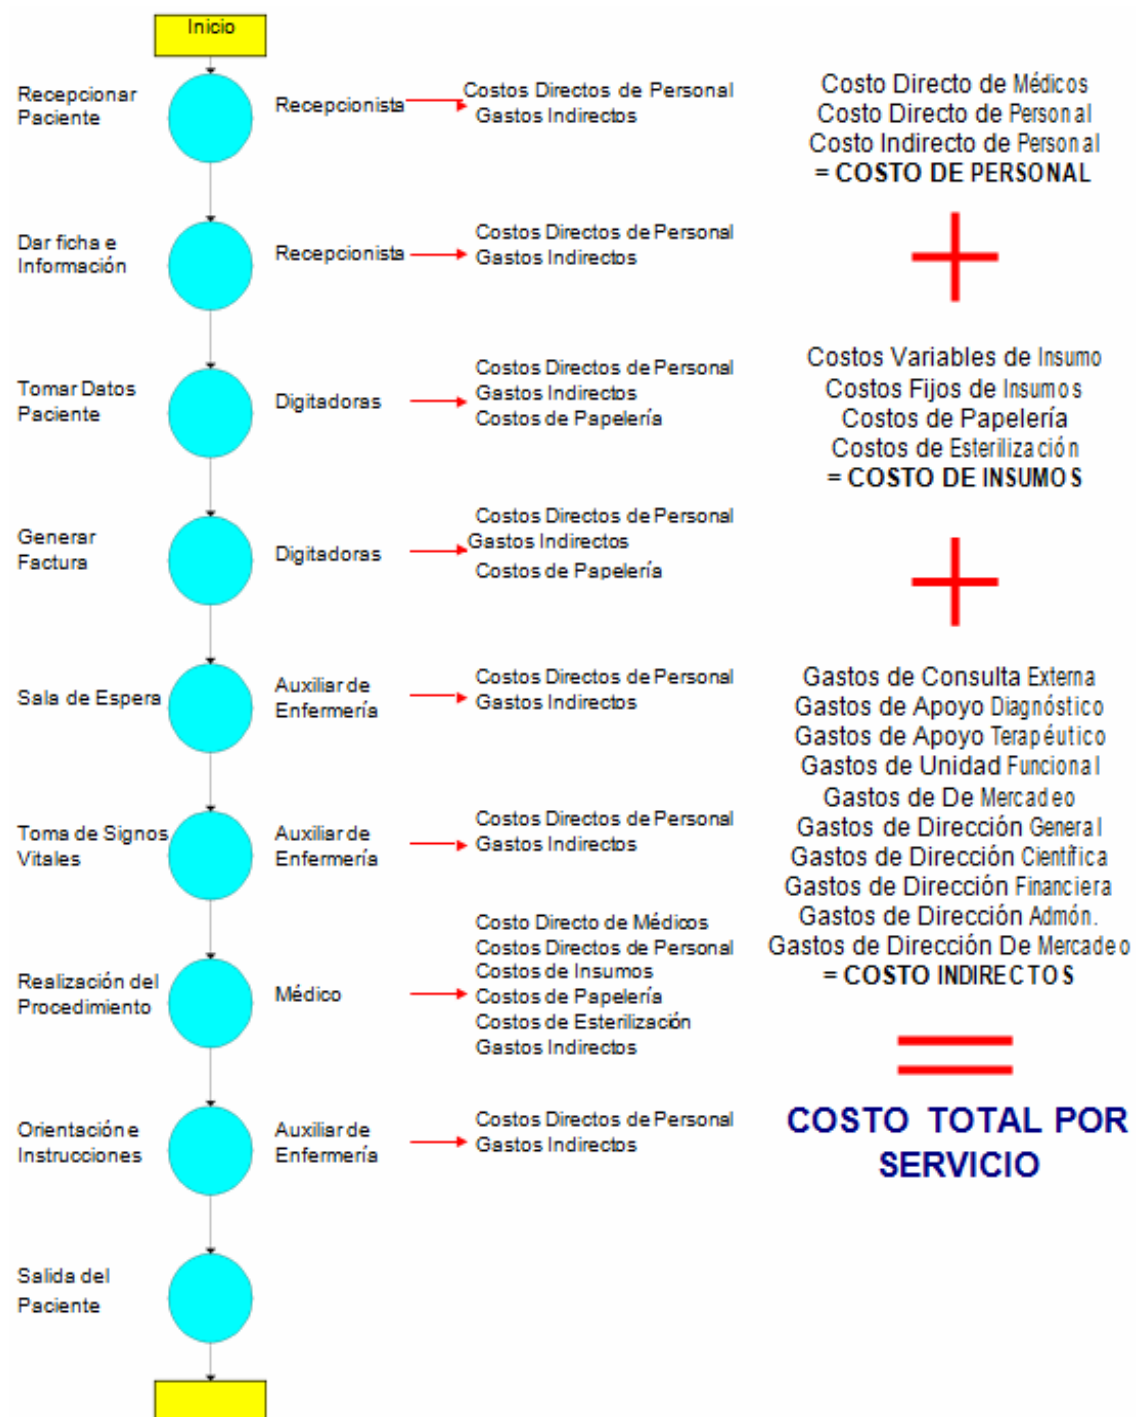 Inicio
Recepcionar
Paciente
Recepcionista
Costos Directos de Personal
Gastos Indirectos
Dar ficha e
Información
Recepcionista
Costos Directos de Personal
Gastos Indirectos
Tomar Datos
Paciente
Digitadoras
Costos Directos de Personal
Gastos Indirectos
Costos de Papelería
Generar
Factura
Digitadoras
Costos Directos de Personal
Gastos Indirectos
Costos de Papelería
Sala de Espera
Auxiliar de
Enfermería
Costos Directos de Personal
Gastos Indirectos
Toma de Signos
Vitales
Auxiliar de
Enfermería
Costos Directos de Personal
Gastos Indirectos
Realización del
Procedimiento
Médico
Costo Directo de Médicos
Costos Directos de Personal
Costos de Insumos
Costos de Papelería
Costos de Esterilización
Gastos Indirectos
Orientación e
Instrucciones
Auxiliar de
Enfermería
Costos Directos de Personal
Gastos Indirectos
Salida del
Paciente
Costo Directo de Médicos
Costo Directo de Personal
Costo Indirecto de Personal
= COSTO DE PERSONAL
+
Costos Variables de Insumo
Costos Fijos de Insumos
Costos de Papelería
Costos de Esterilización
= COSTO DE INSUMOS
+
Gastos de Consulta Externa
Gastos de Apoyo Diagnóstico
Gastos de Apoyo Terapéutico
Gastos de Unidad Funcional
Gastos de De Mercadeo
Gastos de Dirección General
Gastos de Dirección Científica
Gastos de Dirección Financiera
Gastos de Dirección Admón.
Gastos de Dirección De Mercadeo
= COSTO INDIRECTOS
=
COSTO TOTAL POR
SERVICIO